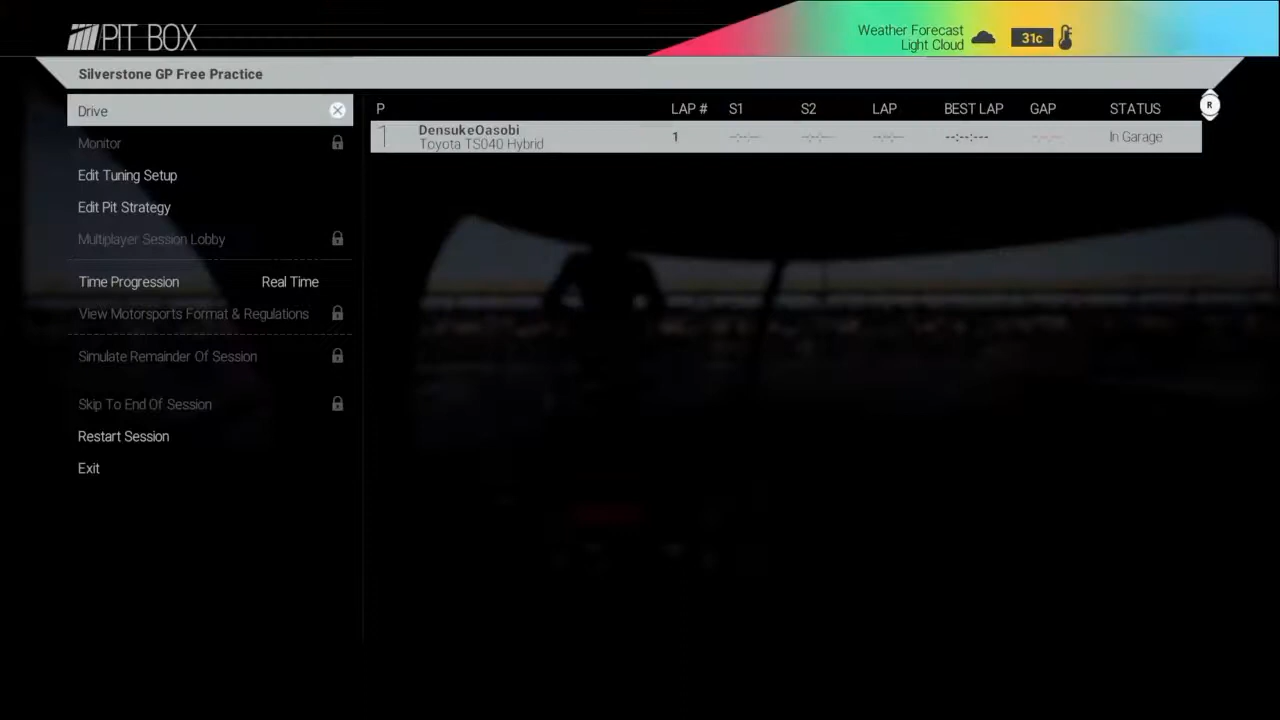 PIT BOX
Weather Forecast
Light Cloud
31c
Silverstone GP Free Practice
Drive
Monitor
Edit Tuning Setup
Edit Pit Strategy
Multiplayer Session Lobby
Time Progression Real Time
View Motorsports Format & Regulations
Simulate Remainder Of Session
Skip To End Of Session
Restart Session
Exit
P LAP # S1 S2 LAP BEST LAP GAP STATUS
R
1 DensukeOasobi 1 --:--:--- --:--:--- --:--:--- --:--:--- --:--:--- In Garage
Toyota TS040 Hybrid